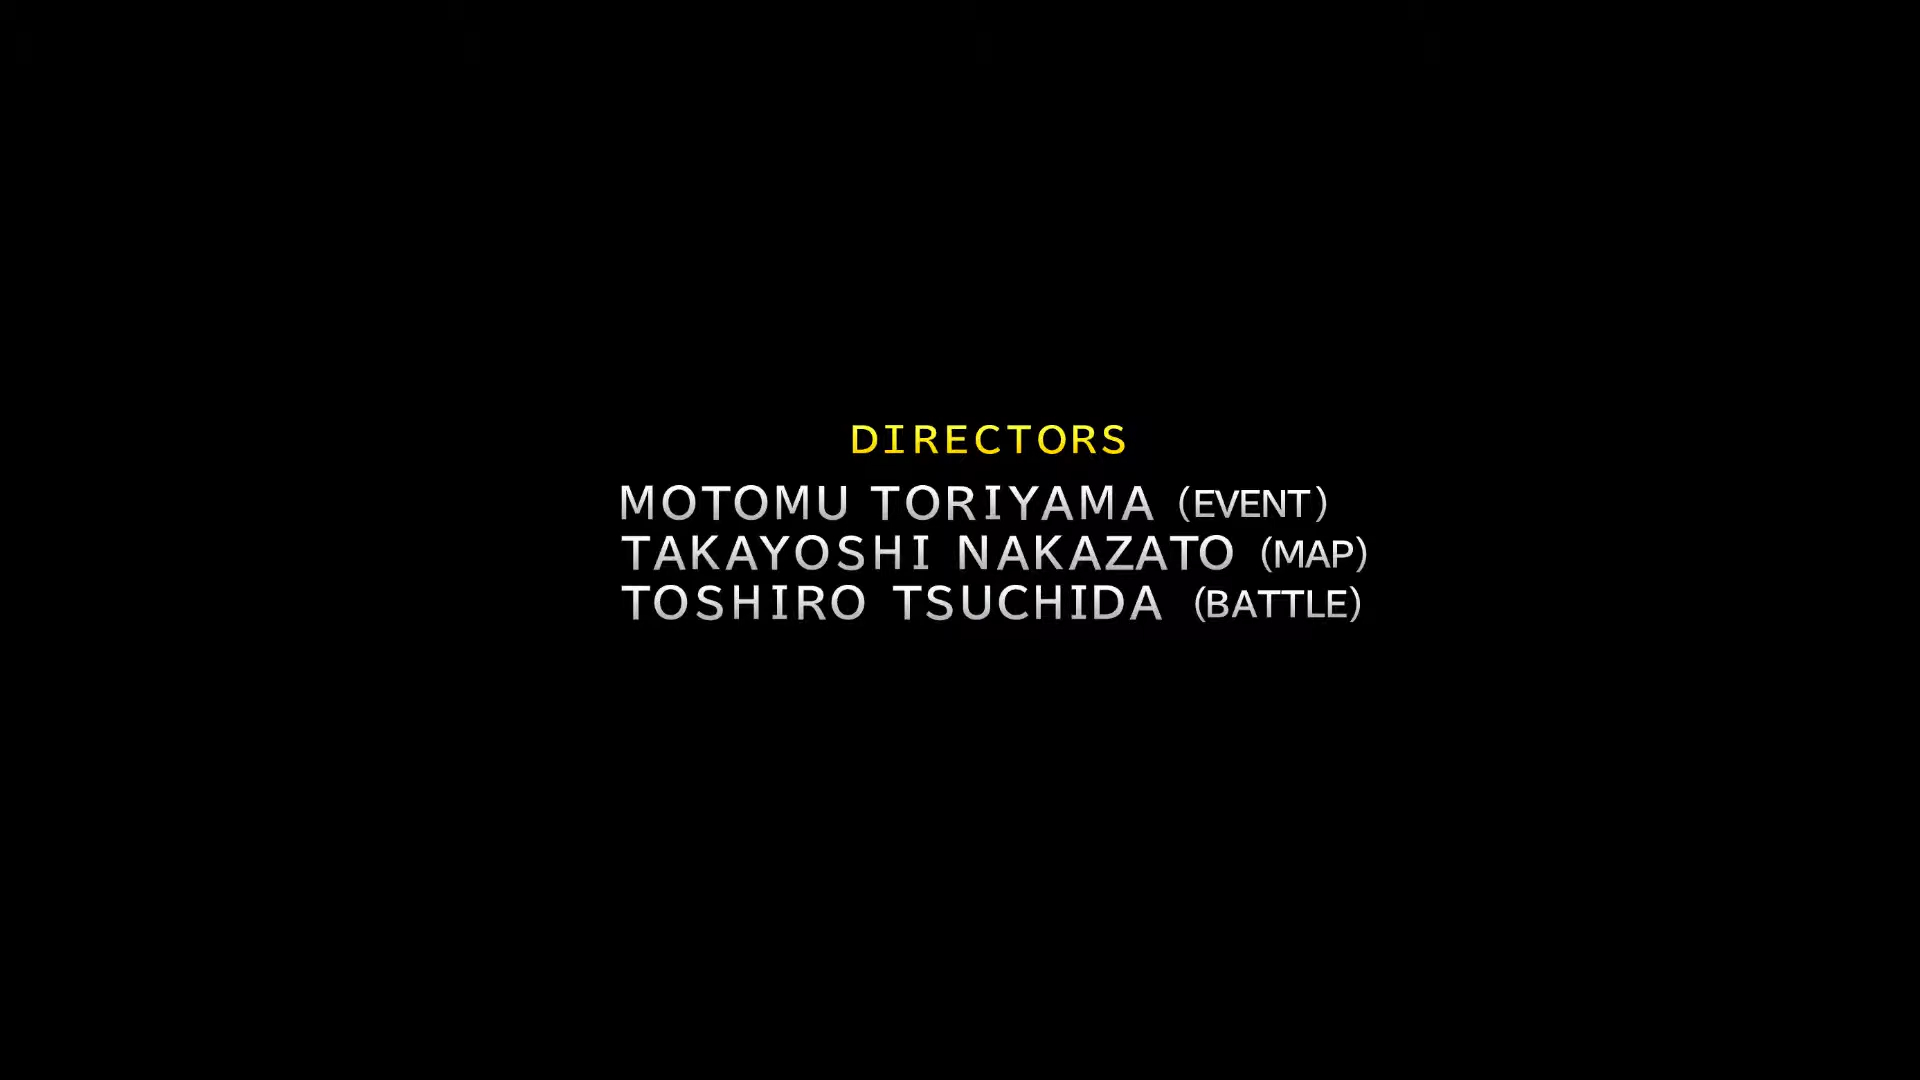 DIRECTORS
MOTOMU TORIYAMA (EVENT)
TAKAYOSHI NAKAZATO (MAP)
TOSHIRO TSUCHIDA (BATTLE)